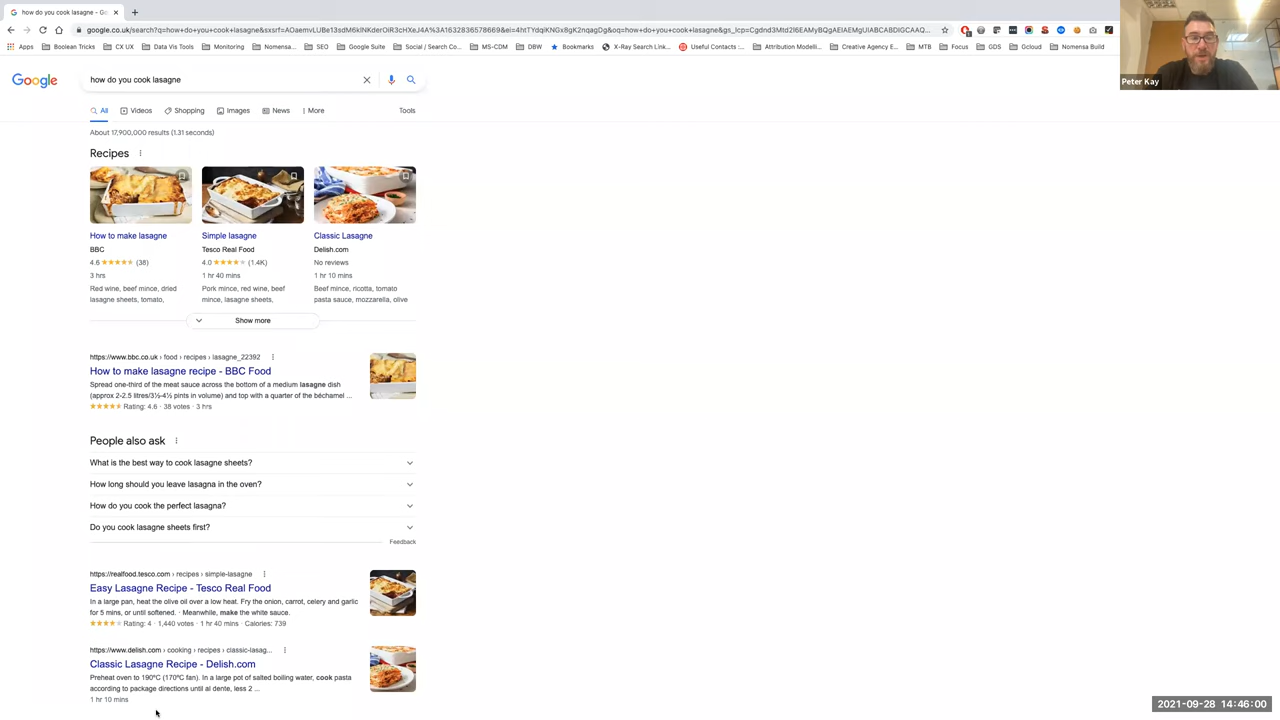 how do you cook lasagne - Go
google.co.uk/search?q=how+do+you+cook+lasagne
Apps Boolean Tricks CX UX Data Vis Tools Monitoring Nomensa... SEO Google Suite Social / Search Co... MS-CDM DBW Bookmarks X-Ray Search Link... Useful Contacts :... Attribution Modelli... Creative Agency E... MTB Focus GDS Gcloud Nomensa Build
Peter Kay
Google
how do you cook lasagne
All Videos Shopping Images News More Tools
About 17,900,000 results (1.31 seconds)
Recipes
How to make lasagne
BBC
4.6 ★★★★★ (38)
3 hrs
Red wine, beef mince, dried
lasagne sheets, tomato,
Simple lasagne
Tesco Real Food
4.0 ★★★★★ (1.4K)
1 hr 40 mins
Pork mince, red wine, beef
mince, lasagne sheets,
Classic Lasagne
Delish.com
No reviews
1 hr 10 mins
Beef mince, ricotta, tomato
pasta sauce, mozzarella, olive
Show more
https://www.bbc.co.uk › food › recipes › lasagne_22392
How to make lasagne recipe - BBC Food
Spread one-third of the meat sauce across the bottom of a medium lasagne dish
(approx 2-2.5 litres/3½-4½ pints in volume) and top with a quarter of the béchamel ...
★★★★★ Rating: 4.6 · 38 votes · 3 hrs
People also ask
What is the best way to cook lasagne sheets?
How long should you leave lasagna in the oven?
How do you cook the perfect lasagna?
Do you cook lasagne sheets first?
Feedback
https://realfood.tesco.com › recipes › simple-lasagne
Easy Lasagne Recipe - Tesco Real Food
In a large pan, heat the olive oil over a low heat. Fry the onion, carrot, celery and garlic
for 5 mins, or until softened. · Meanwhile, make the white sauce.
★★★★★ Rating: 4 · 1,440 votes · 1 hr 40 mins · Calories: 739
https://www.delish.com › cooking › recipes › classic-lasag...
Classic Lasagne Recipe - Delish.com
Preheat oven to 190ºC (170ºC fan). In a large pot of salted boiling water, cook pasta
according to package directions until al dente, less 2 ...
1 hr 10 mins
2021-09-28 14:46:00